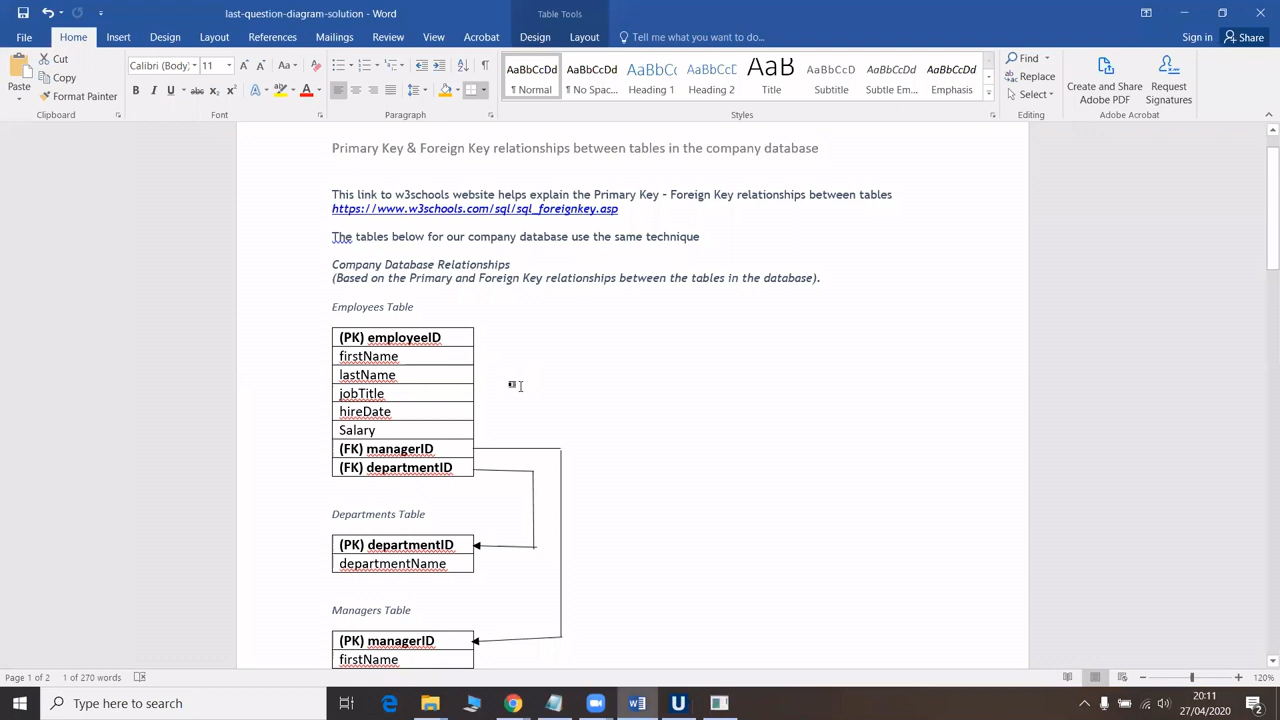 last-question-diagram-solution - Word
Table Tools
Sign in
Share
File Home Insert Design Layout References Mailings Review View Acrobat Design Layout Tell me what you want to do...
Paste
Cut
Copy
Format Painter
Clipboard
Calibri (Body) 11
Font
Paragraph
AaBbCcDd AaBbCcDd AaBbC AaBbCcC AaB AaBbCcD AaBbCcDd AaBbCcDd
¶ Normal ¶ No Spac... Heading 1 Heading 2 Title Subtitle Subtle Em... Emphasis
Styles
Find
Replace
Select
Editing
Create and Share Adobe PDF
Request Signatures
Adobe Acrobat
Primary Key & Foreign Key relationships between tables in the company database
This link to w3schools website helps explain the Primary Key - Foreign Key relationships between tables
https://www.w3schools.com/sql/sql_foreignkey.asp
The tables below for our company database use the same technique
Company Database Relationships
(Based on the Primary and Foreign Key relationships between the tables in the database).
Employees Table
(PK) employeeID
firstName
lastName
jobTitle
hireDate
Salary
(FK) managerID
(FK) departmentID
Departments Table
(PK) departmentID
departmentName
Managers Table
(PK) managerID
firstName
Page 1 of 2 1 of 270 words
120%
Type here to search
20:11
27/04/2020
2